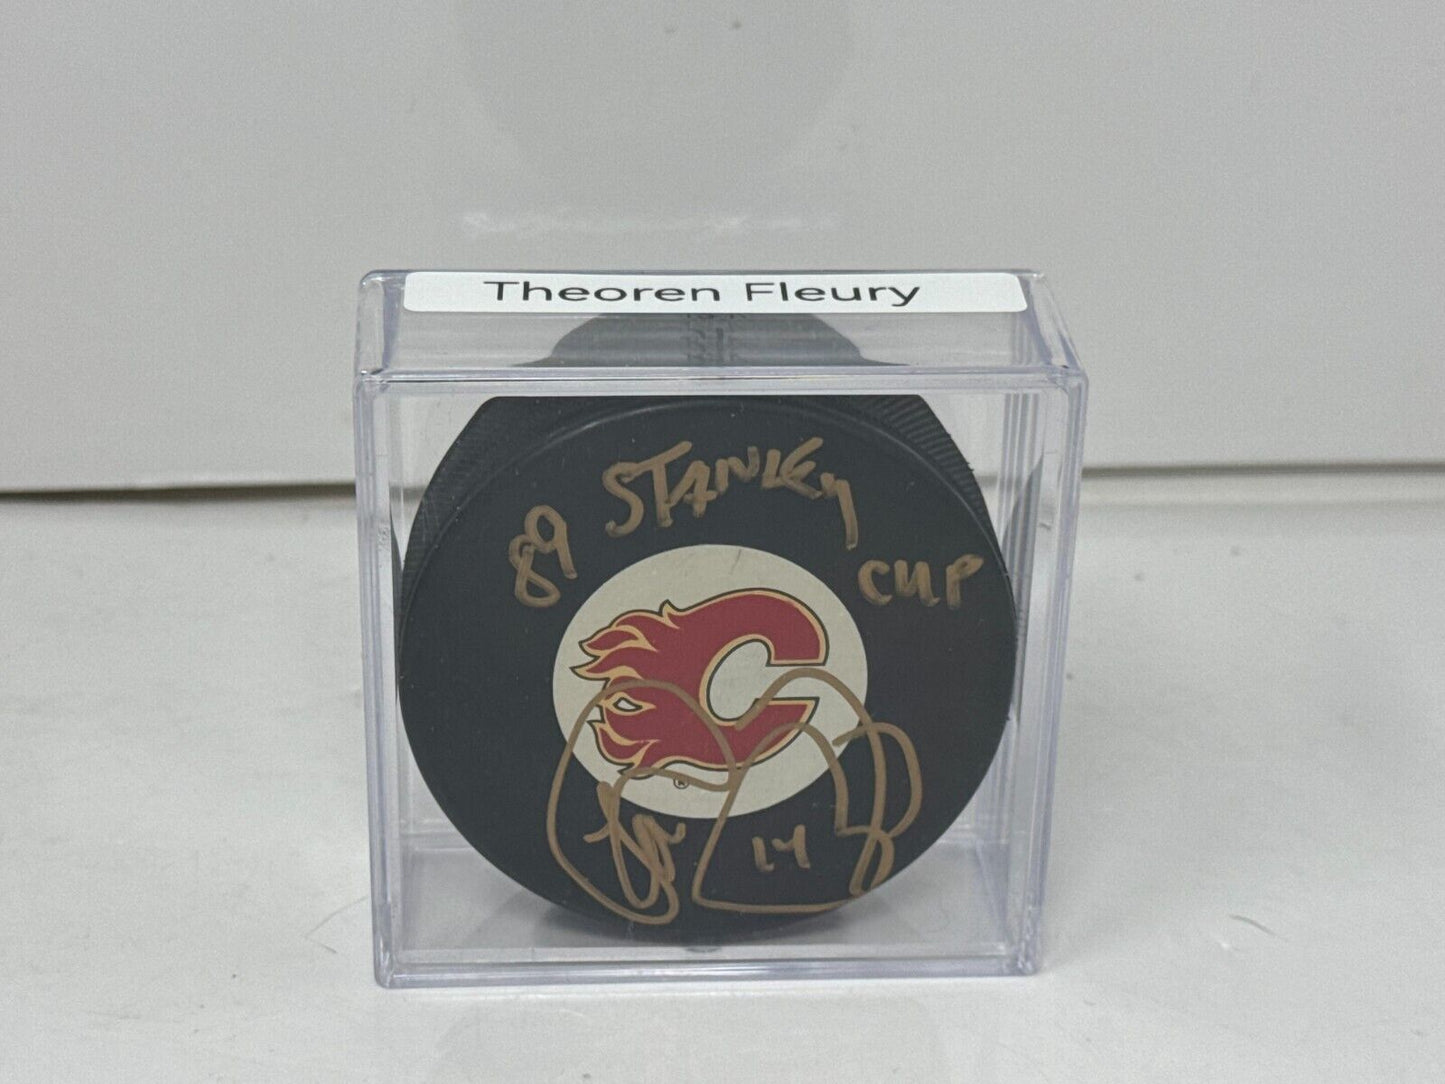 Theoren Fleury
89 STANLEY
CUP
14